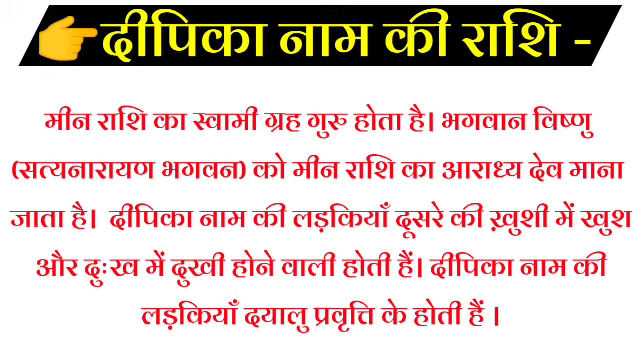 दीपिका नाम की राशि -
मीन राशि का स्वामी ग्रह गुरु होता है। भगवान विष्णु
(सत्यनारायण भगवन) को मीन राशि का आराध्य देव माना
जाता है। दीपिका नाम की लड़कियाँ दूसरे की ख़ुशी में खुश
और दुःख में दुखी होने वाली होती हैं। दीपिका नाम की
लड़कियाँ दयालु प्रवृत्ति के होती हैं ।